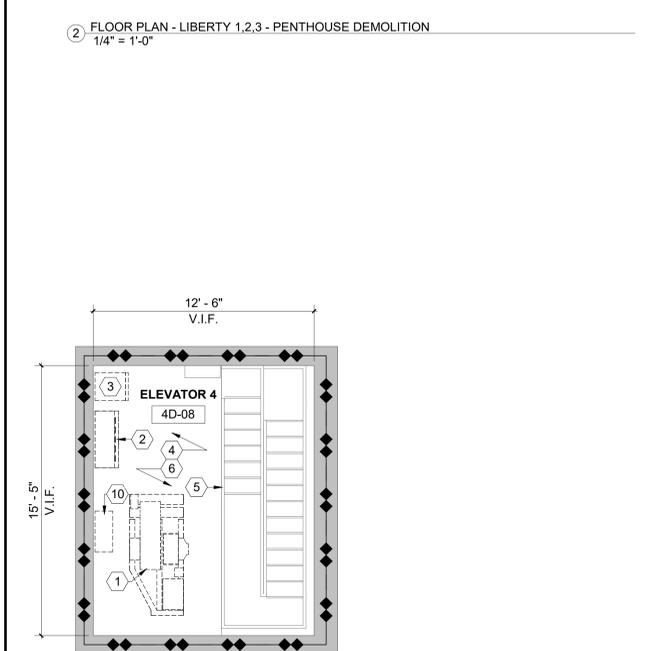 2 FLOOR PLAN - LIBERTY 1,2,3 - PENTHOUSE DEMOLITION
1/4" = 1'-0"
12' - 6"
V.I.F.
3
ELEVATOR 4
4D-08
2
4
6
5
10
15' - 5"
V.I.F.
1